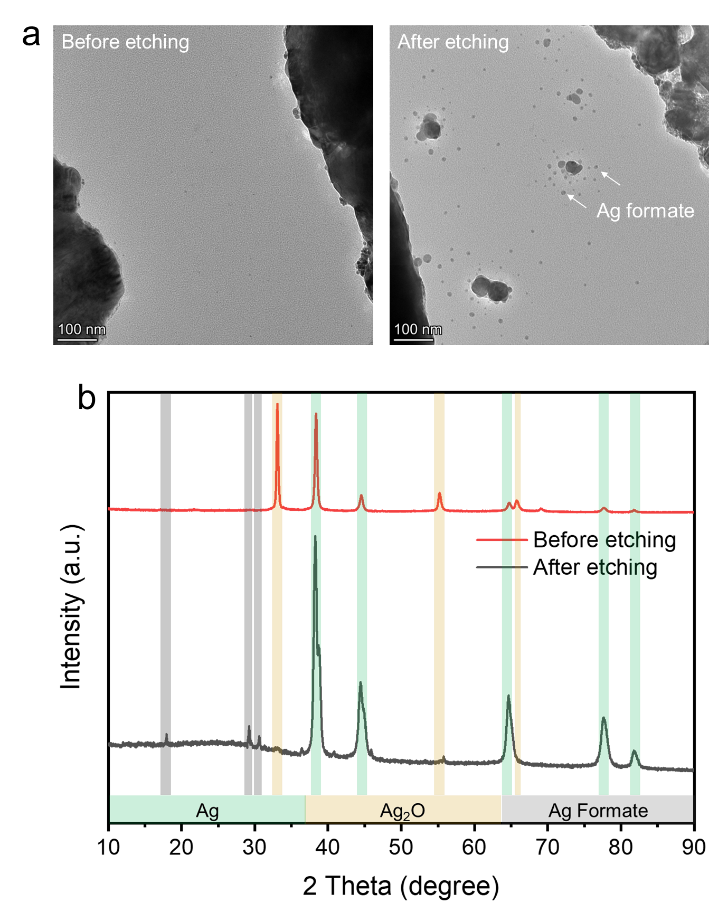 a
Before etching
100 nm
After etching
Ag formate
100 nm
b
Intensity (a.u.)
Before etching
After etching
Ag
Ag₂O
Ag Formate
10 20 30 40 50 60 70 80 90
2 Theta (degree)